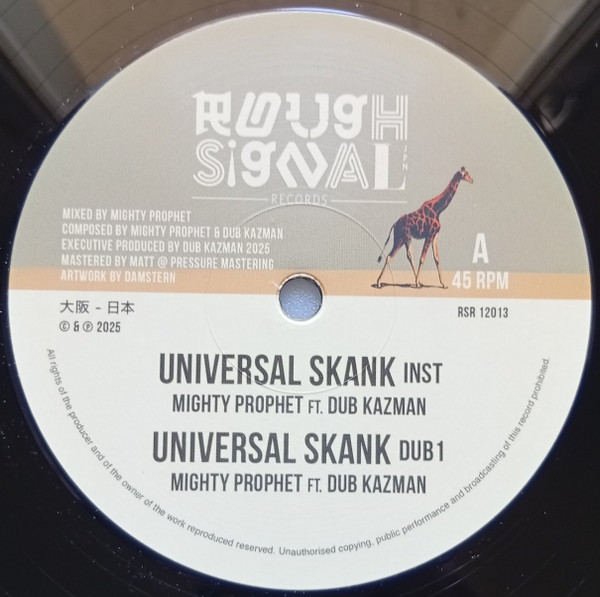 ROUGH
SiGNAL
JPN
RECORDS
MIXED BY MIGHTY PROPHET
COMPOSED BY MIGHTY PROPHET & DUB KAZMAN
EXECUTIVE PRODUCED BY DUB KAZMAN 2025
MASTERED BY MATT @ PRESSURE MASTERING
ARTWORK BY DAMSTERN
A
45 RPM
大阪 - 日本
© & ℗ 2025
RSR 12013
UNIVERSAL SKANK INST
MIGHTY PROPHET FT. DUB KAZMAN
UNIVERSAL SKANK DUB1
MIGHTY PROPHET FT. DUB KAZMAN
All rights of the producer and of the owner of the work reproduced reserved. Unauthorised copying, public performance and broadcasting of this record prohibited.